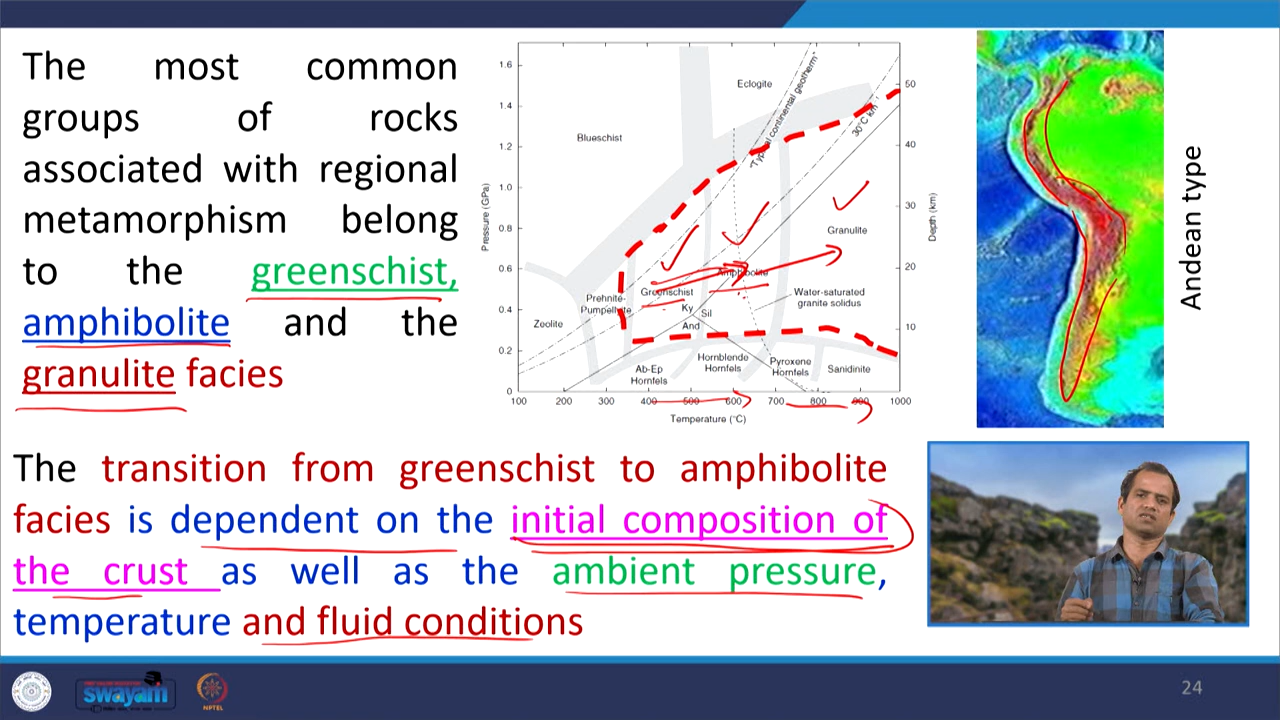 The most common
groups of rocks
associated with regional
metamorphism belong
to the greenschist,
amphibolite and the
granulite facies
1.6
1.4
1.2
1.0
0.8
0.6
0.4
0.2
0
Pressure (GPa)
100 200 300 400 500 600 700 800 900 1000
Temperature (°C)
50
40
30
20
10
Depth (km)
Eclogite
Blueschist
"Typical continental geotherm"
30°C km⁻¹
Granulite
Amphibolite
Greenschist
Prehnite-
Pumpellyite
Zeolite
Ky
Sil
And
Water-saturated
granite solidus
Ab-Ep
Hornfels
Hornblende
Hornfels
Pyroxene
Hornfels
Sanidinite
Andean type
The transition from greenschist to amphibolite
facies is dependent on the initial composition of
the crust as well as the ambient pressure,
temperature and fluid conditions
swayam
NPTEL
24